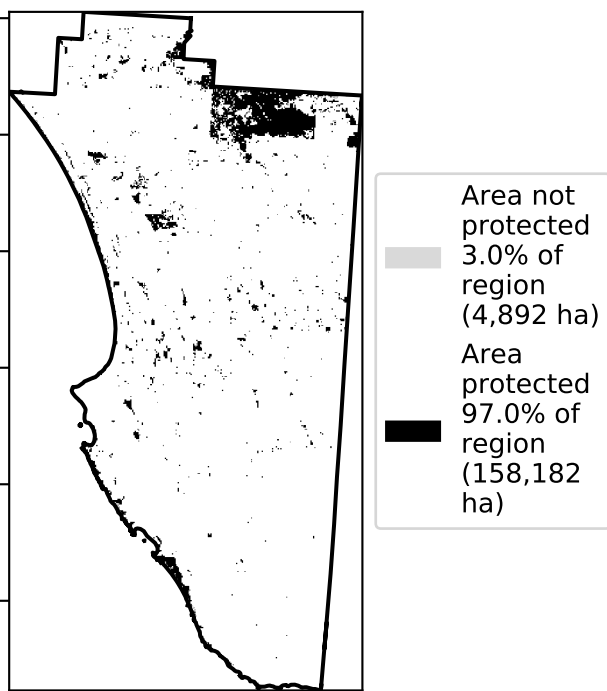 Area not
protected
3.0% of
region
(4,892 ha)
Area
protected
97.0% of
region
(158,182
ha)